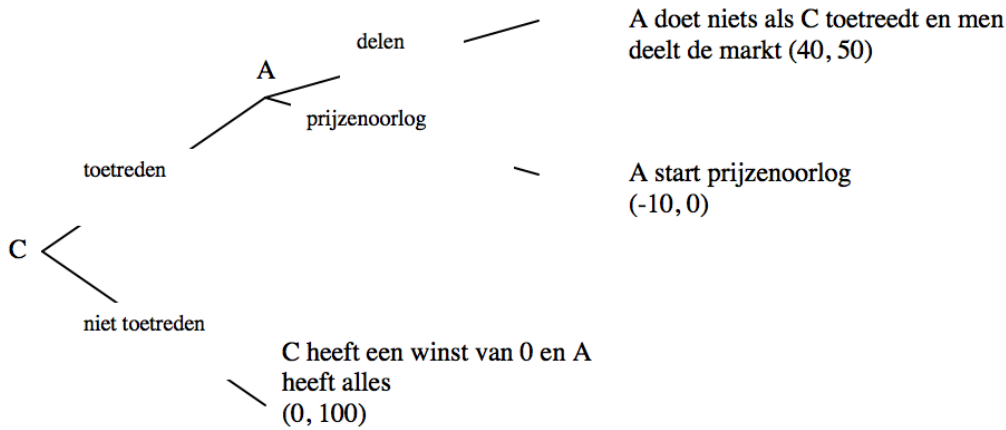 delen
A doet niets als C toetreedt en men
deelt de markt (40, 50)
A
prijzenoorlog
toetreden
A start prijzenoorlog
(-10, 0)
C
niet toetreden
C heeft een winst van 0 en A
heeft alles
(0, 100)